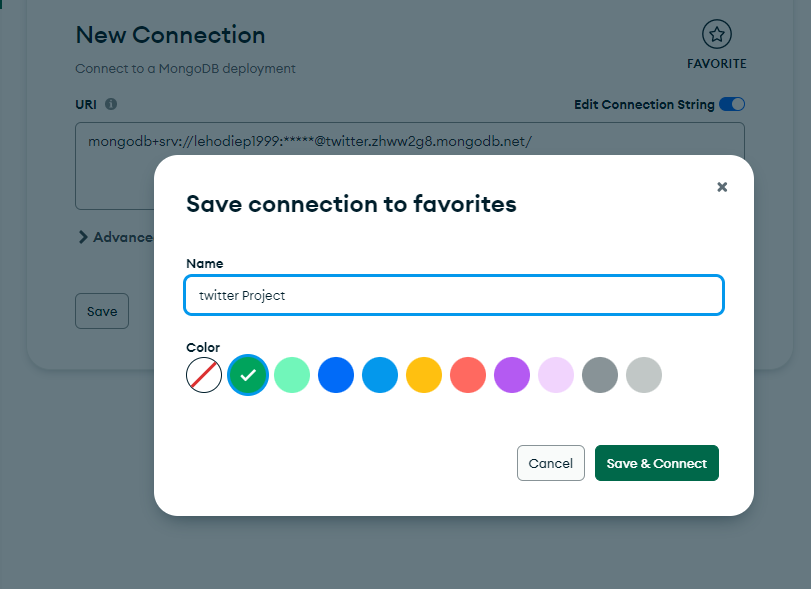 New Connection
FAVORITE
Connect to a MongoDB deployment
URI
Edit Connection String
mongodb+srv://lehodiep1999:*****@twitter.zhww2g8.mongodb.net/
Advance
Save
Save connection to favorites
Name
twitter Project
Color
Cancel
Save & Connect